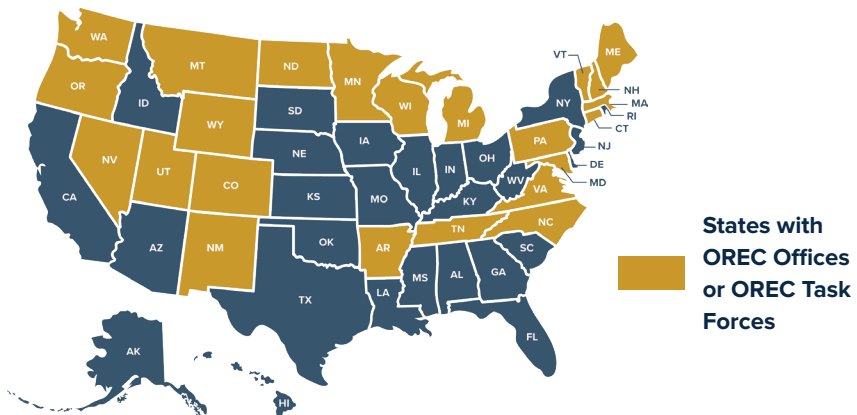 WA
MT
ND
MN
VT
ME
OR
ID
SD
WI
MI
NY
NH
MA
RI
CT
WY
IA
PA
NJ
NV
UT
CO
NE
IL
IN
OH
DE
MD
CA
KS
MO
WV
VA
KY
NC
AZ
NM
OK
AR
TN
SC
TX
LA
MS
AL
GA
FL
AK
HI
States with
OREC Offices
or OREC Task
Forces